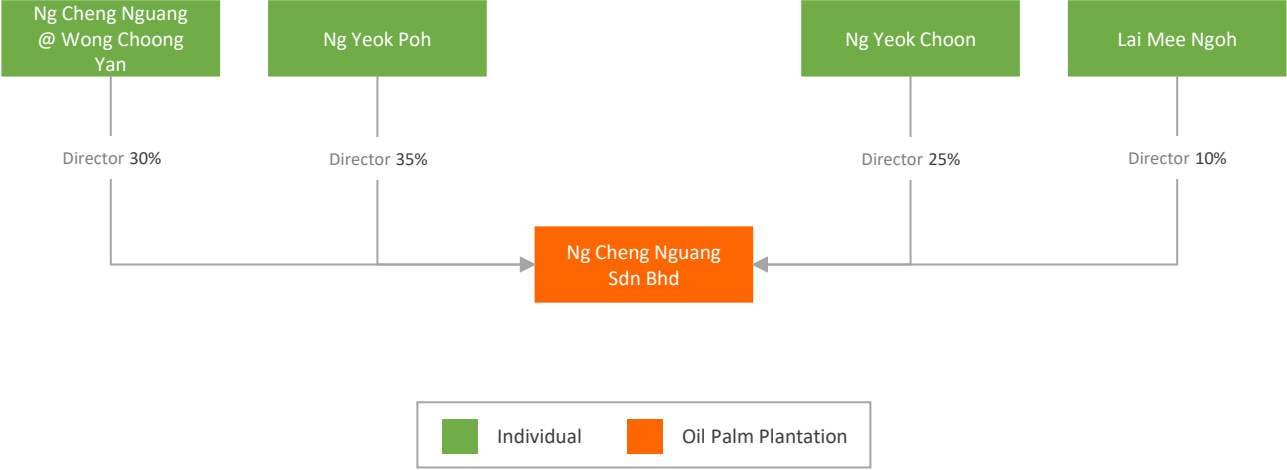 Ng Cheng Nguang
@ Wong Choong
Yan
Ng Yeok Poh
Ng Yeok Choon
Lai Mee Ngoh
Director 30%
Director 35%
Director 25%
Director 10%
Ng Cheng Nguang
Sdn Bhd
Individual
Oil Palm Plantation